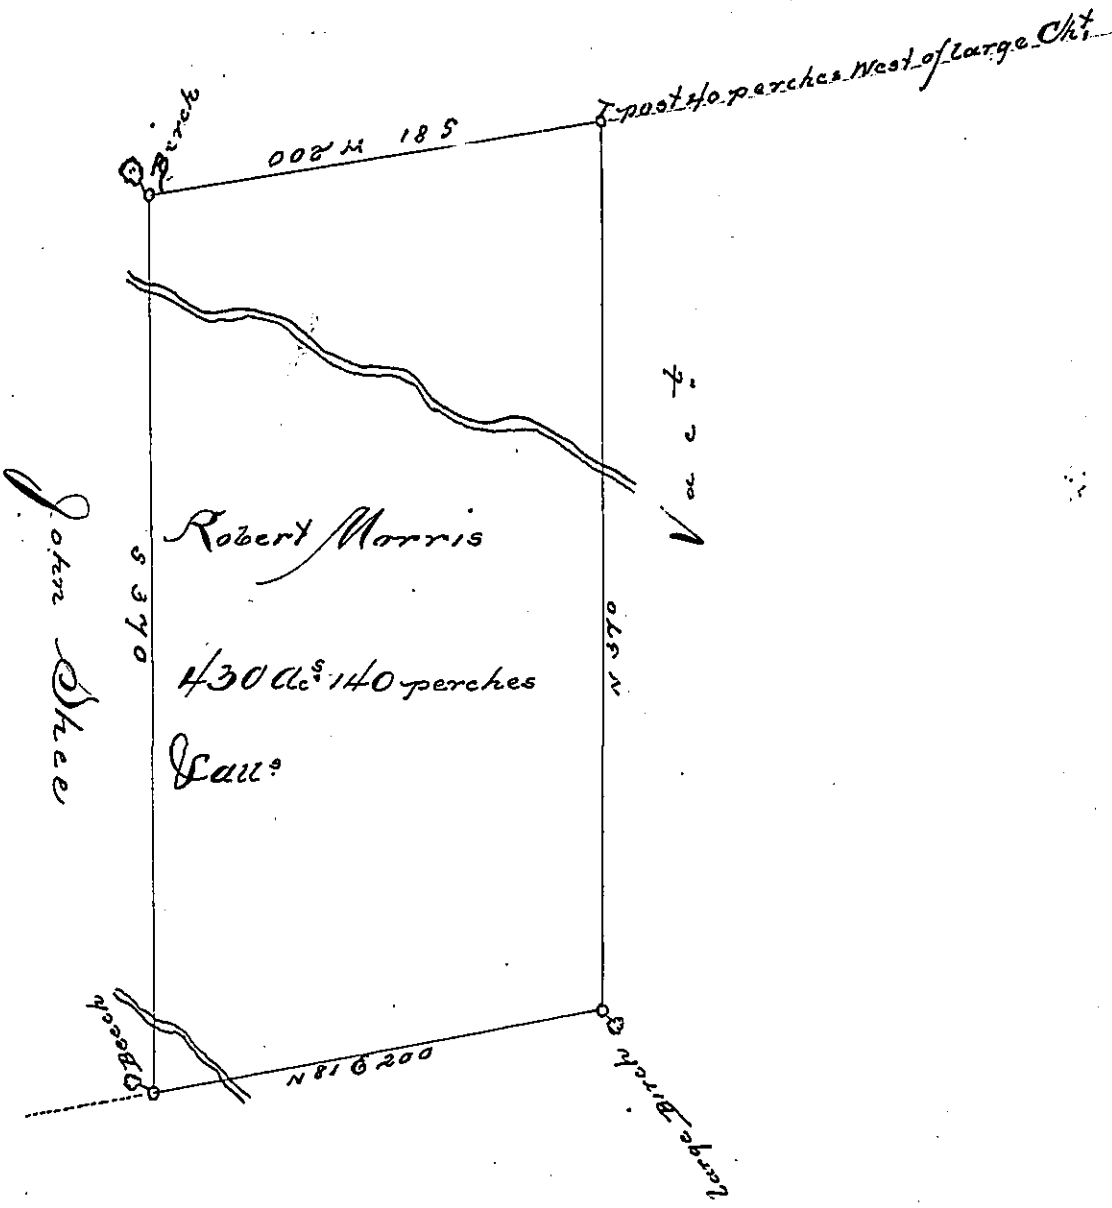 post 40 perches West of large Cht.
Birch
S 81 W 200
Vact.
John Shee
S 370
Robert Morris
N 370
430 Acs. 140 perches
&
Beech
N 81 E 200
Large Birch